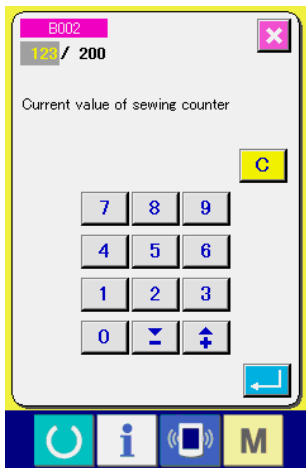 B002
123/ 200
Current value of sewing counter
C
7 8 9
4 5 6
1 2 3
0
i M